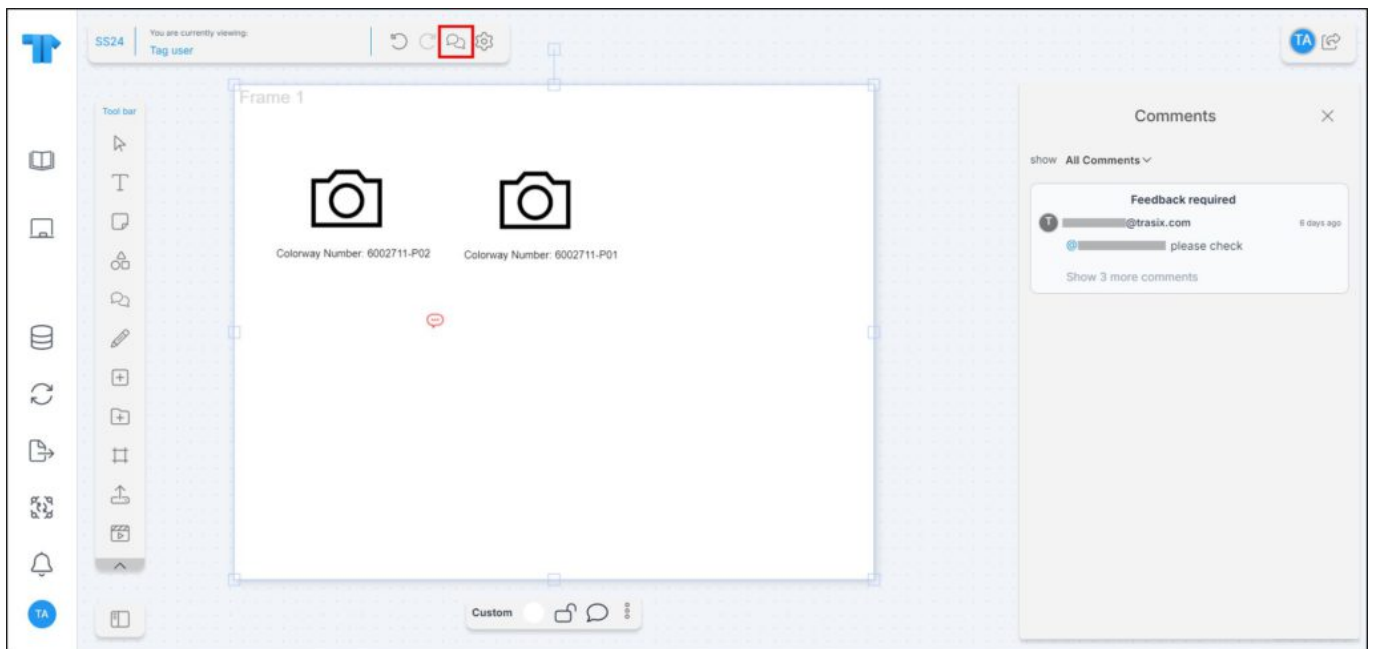 SS24
You are currently viewing:
Tag user
TA
Tool bar
Frame 1
Colorway Number: 6002711-P02
Colorway Number: 6002711-P01
Custom
Comments
show All Comments
Feedback required
T @trasix.com 6 days ago
@ please check
Show 3 more comments
TA